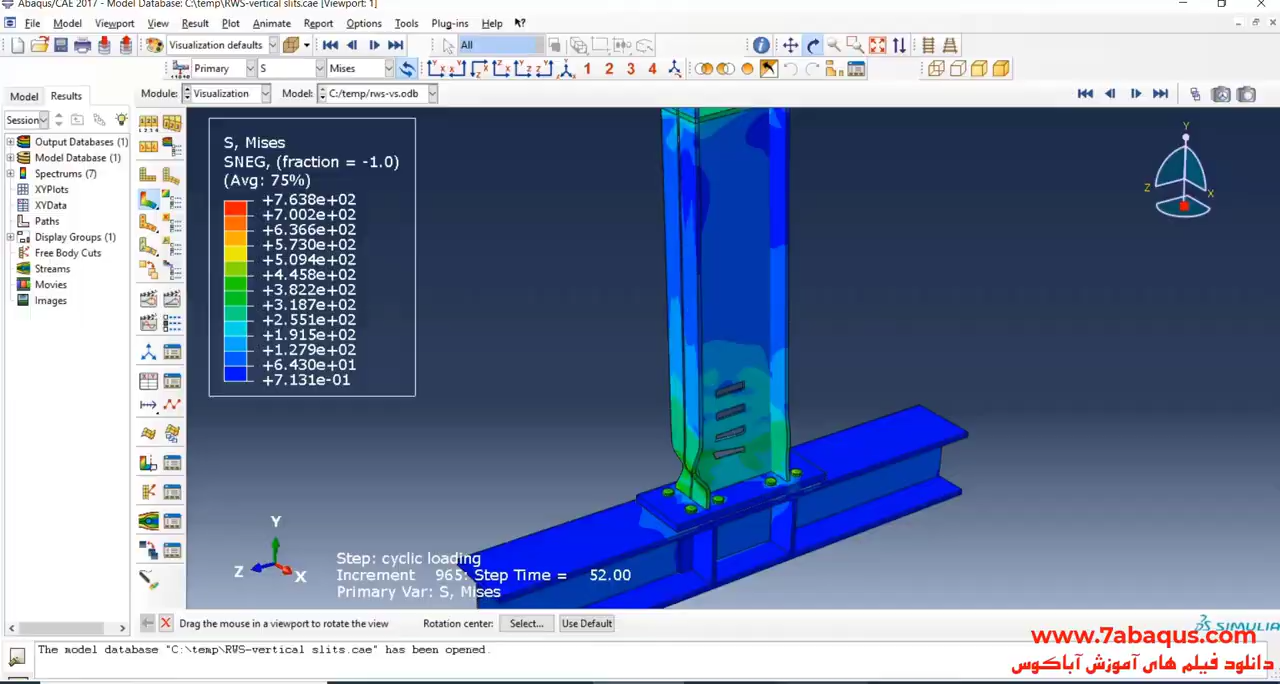 Abaqus/CAE 2017 - Model Database: C:\temp\RWS-vertical slits.cae [Viewport: 1]
File Model Viewport View Result Plot Animate Report Options Tools Plug-ins Help
Visualization defaults All
Primary S Mises 1 2 3 4
Model Results Module: Visualization Model: C:/temp/rws-vs.odb
Session
Output Databases (1)
Model Database (1)
Spectrums (7)
XYPlots
XYData
Paths
Display Groups (1)
Free Body Cuts
Streams
Movies
Images
S, Mises
SNEG, (fraction = -1.0)
(Avg: 75%)
+7.638e+02
+7.002e+02
+6.366e+02
+5.730e+02
+5.094e+02
+4.458e+02
+3.822e+02
+3.187e+02
+2.551e+02
+1.915e+02
+1.279e+02
+6.430e+01
+7.131e-01
Y
Z X
Y
Z X
Step: cyclic loading
Increment 965: Step Time = 52.00
Primary Var: S, Mises
Drag the mouse in a viewport to rotate the view Rotation center: Select... Use Default
SIMULIA
The model database "C:\temp\RWS-vertical slits.cae" has been opened.
www.7abaqus.com
دانلود فیلم های آموزش آباکوس